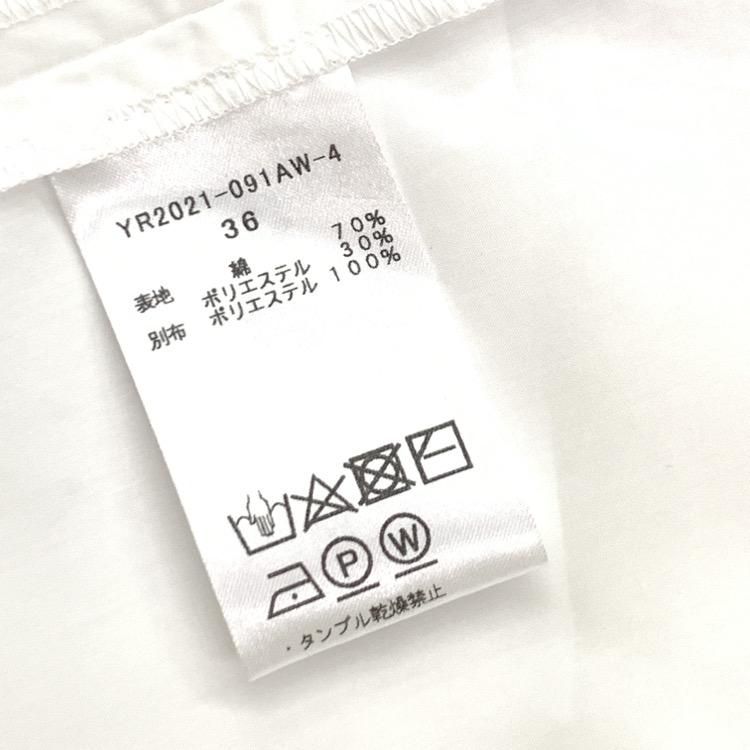 YR2021-091AW-4
36
表地 綿 70%
ポリエステル 30%
別布 ポリエステル 100%
P W
・タンブル乾燥禁止